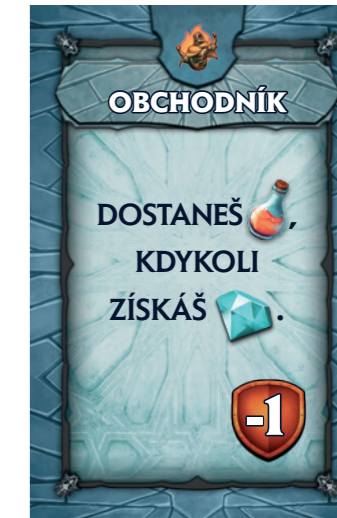 OBCHODNÍK
DOSTANEŠ ,
KDYKOLI
ZÍSKÁŠ .
-1